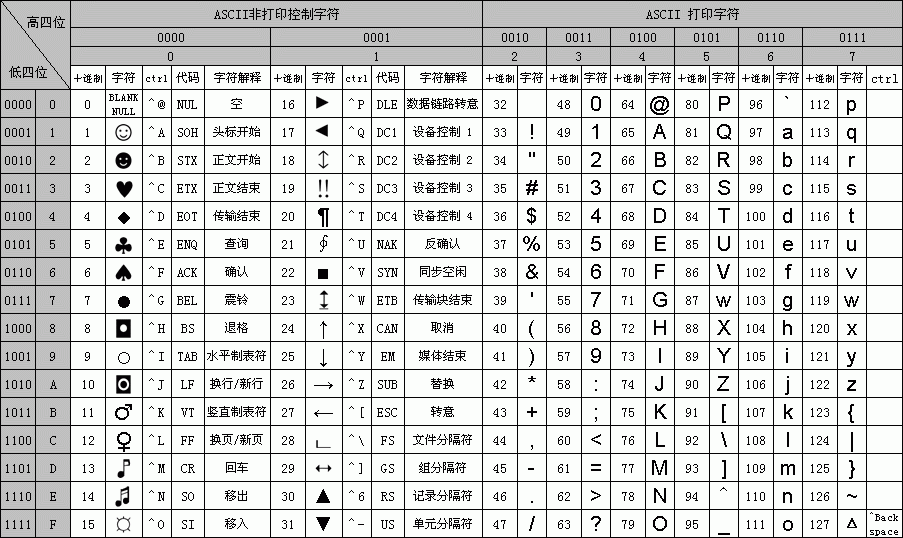 高四位
低四位
ASCII非打印控制字符
ASCII 打印字符
0000 0001 0010 0011 0100 0101 0110 0111
0 1 2 3 4 5 6 7
十进制 字符 ctrl 代码 字符解释 十进制 字符 ctrl 代码 字符解释 十进制 字符 十进制 字符 十进制 字符 十进制 字符 十进制 字符 十进制 字符 ctrl
0000 0 0 BLANK NULL ^@ NUL 空 16 ► ^P DLE 数据链路转意 32 48 0 64 @ 80 P 96 ` 112 p
0001 1 1 ☺ ^A SOH 头标开始 17 ◄ ^Q DC1 设备控制 1 33 ! 49 1 65 A 81 Q 97 a 113 q
0010 2 2 ☻ ^B STX 正文开始 18 ↕ ^R DC2 设备控制 2 34 " 50 2 66 B 82 R 98 b 114 r
0011 3 3 ♥ ^C ETX 正文结束 19 ‼ ^S DC3 设备控制 3 35 # 51 3 67 C 83 S 99 c 115 s
0100 4 4 ♦ ^D EOT 传输结束 20 ¶ ^T DC4 设备控制 4 36 $ 52 4 68 D 84 T 100 d 116 t
0101 5 5 ♣ ^E ENQ 查询 21 ∮ ^U NAK 反确认 37 % 53 5 69 E 85 U 101 e 117 u
0110 6 6 ♠ ^F ACK 确认 22 ■ ^V SYN 同步空闲 38 & 54 6 70 F 86 V 102 f 118 v
0111 7 7 ● ^G BEL 震铃 23 ↨ ^W ETB 传输块结束 39 ' 55 7 71 G 87 w 103 g 119 w
1000 8 8 ◘ ^H BS 退格 24 ↑ ^X CAN 取消 40 ( 56 8 72 H 88 X 104 h 120 x
1001 9 9 ○ ^I TAB 水平制表符 25 ↓ ^Y EM 媒体结束 41 ) 57 9 73 I 89 Y 105 i 121 y
1010 A 10 ◙ ^J LF 换行/新行 26 → ^Z SUB 替换 42 * 58 : 74 J 90 Z 106 j 122 z
1011 B 11 ♂ ^K VT 竖直制表符 27 ← ^[ ESC 转意 43 + 59 ; 75 K 91 [ 107 k 123 {
1100 C 12 ♀ ^L FF 换页/新页 28 ∟ ^\ FS 文件分隔符 44 , 60 < 76 L 92 \ 108 l 124 |
1101 D 13 ♪ ^M CR 回车 29 ↔ ^] GS 组分隔符 45 - 61 = 77 M 93 ] 109 m 125 }
1110 E 14 ♫ ^N SO 移出 30 ▲ ^6 RS 记录分隔符 46 . 62 > 78 N 94 ^ 110 n 126 ~
1111 F 15 ☼ ^O SI 移入 31 ▼ ^- US 单元分隔符 47 / 63 ? 79 O 95 _ 111 o 127 Δ ^Back space